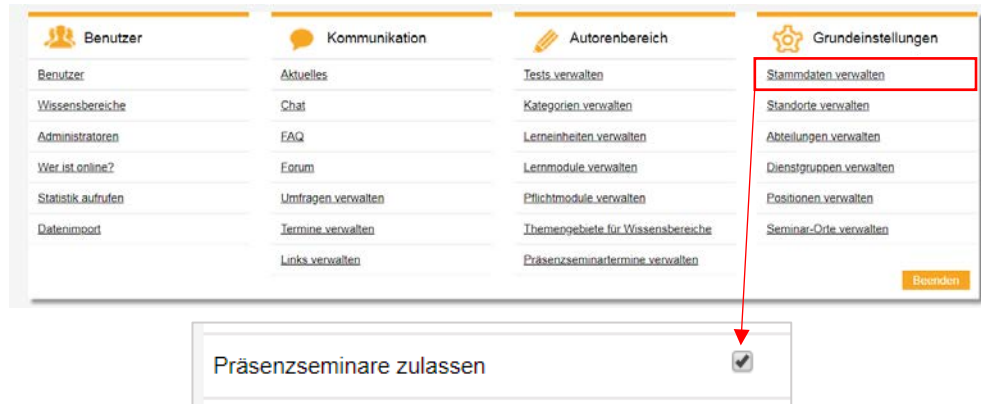 Benutzer
Benutzer
Wissensbereiche
Administratoren
Wer ist online?
Statistik aufrufen
Datenimport
Kommunikation
Aktuelles
Chat
FAQ
Forum
Umfragen verwalten
Termine verwalten
Links verwalten
Autorenbereich
Tests verwalten
Kategorien verwalten
Lerneinheiten verwalten
Lernmodule verwalten
Pflichtmodule verwalten
Themengebiete für Wissensbereiche
Präsenzseminartermine verwalten
Grundeinstellungen
Stammdaten verwalten
Standorte verwalten
Abteilungen verwalten
Dienstgruppen verwalten
Positionen verwalten
Seminar-Orte verwalten
Beenden
Präsenzseminare zulassen